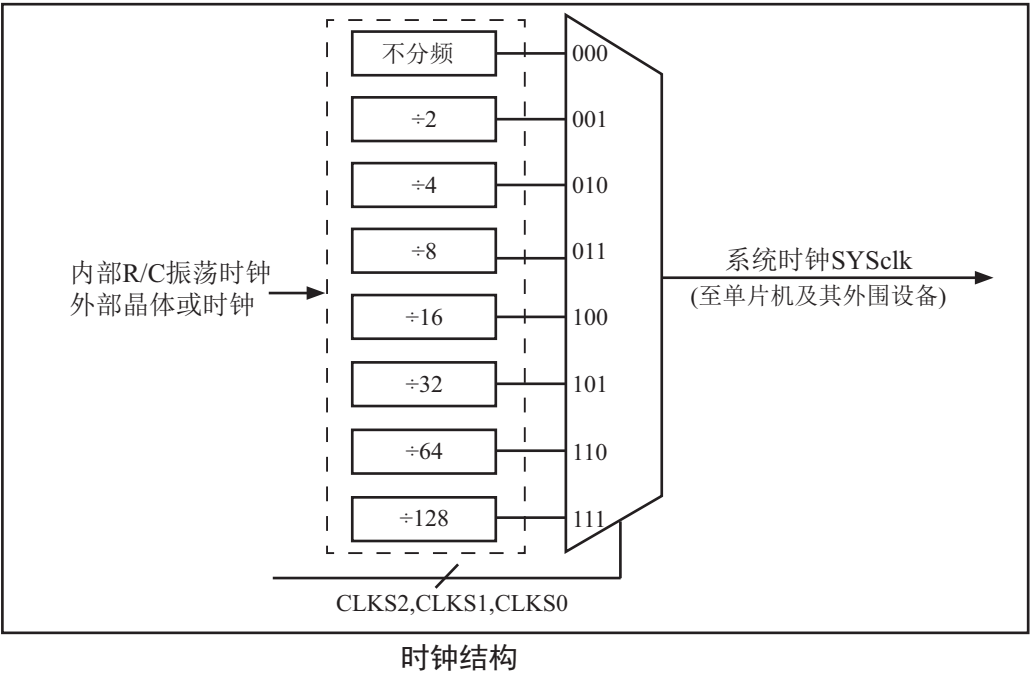 不分频
000
÷2
001
÷4
010
÷8
011
内部R/C振荡时钟
外部晶体或时钟
系统时钟SYSclk
(至单片机及其外围设备)
÷16
100
÷32
101
÷64
110
÷128
111
CLKS2,CLKS1,CLKS0
时钟结构